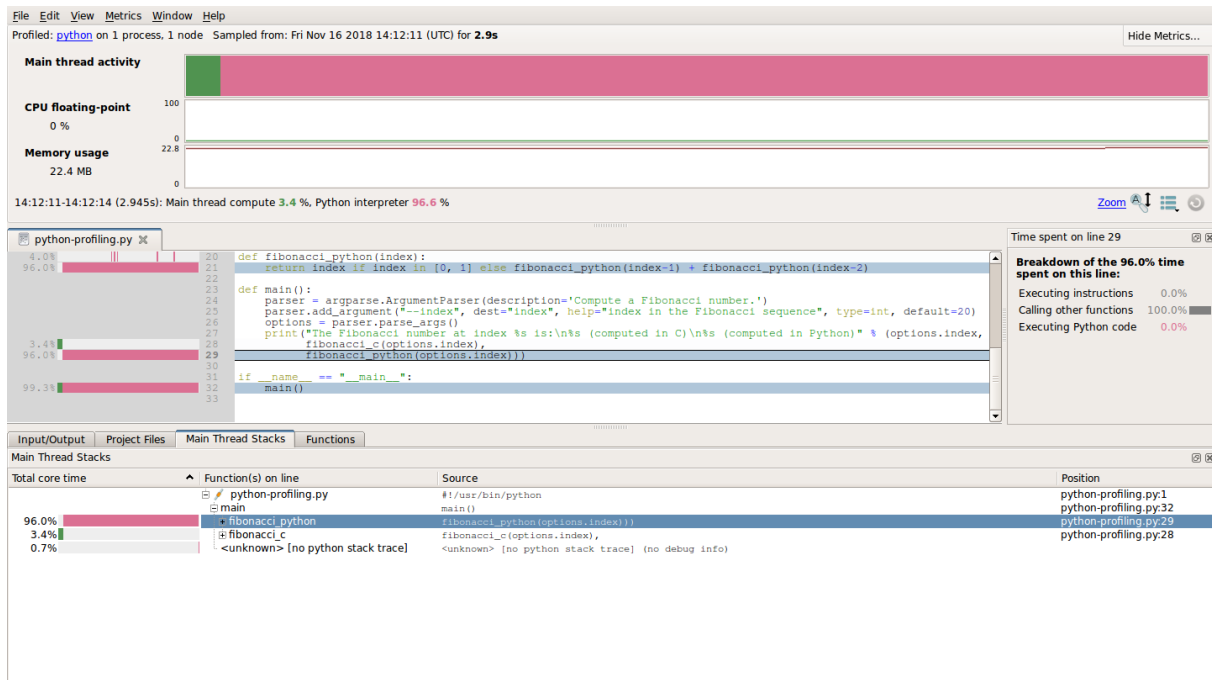 File Edit View Metrics Window Help
Profiled: python on 1 process, 1 node Sampled from: Fri Nov 16 2018 14:12:11 (UTC) for 2.9s Hide Metrics...
Main thread activity
CPU floating-point 100
0 %
0
Memory usage 22.8
22.4 MB
0
14:12:11-14:12:14 (2.945s): Main thread compute 3.4 %, Python interpreter 96.6 % Zoom
python-profiling.py Time spent on line 29
4.0% 20 def fibonacci_python(index):
96.0% 21 return index if index in [0, 1] else fibonacci_python(index-1) + fibonacci_python(index-2)
22
23 def main():
24 parser = argparse.ArgumentParser(description='Compute a Fibonacci number.')
25 parser.add_argument("--index", dest="index", help="index in the Fibonacci sequence", type=int, default=20)
26 options = parser.parse_args()
27 print("The Fibonacci number at index %s is:\n%s (computed in C)\n%s (computed in Python)" % (options.index,
3.4% 28 fibonacci_c(options.index),
96.0% 29 fibonacci_python(options.index)))
30
31 if __name__ == "__main__":
99.3% 32 main()
33
Breakdown of the 96.0% time
spent on this line:
Executing instructions 0.0%
Calling other functions 100.0%
Executing Python code 0.0%
Input/Output Project Files Main Thread Stacks Functions
Main Thread Stacks
Total core time Function(s) on line Source Position
python-profiling.py #!/usr/bin/python python-profiling.py:1
main main() python-profiling.py:32
96.0% fibonacci_python fibonacci_python(options.index))) python-profiling.py:29
3.4% fibonacci_c fibonacci_c(options.index), python-profiling.py:28
0.7% <unknown> [no python stack trace] <unknown> [no python stack trace] (no debug info)